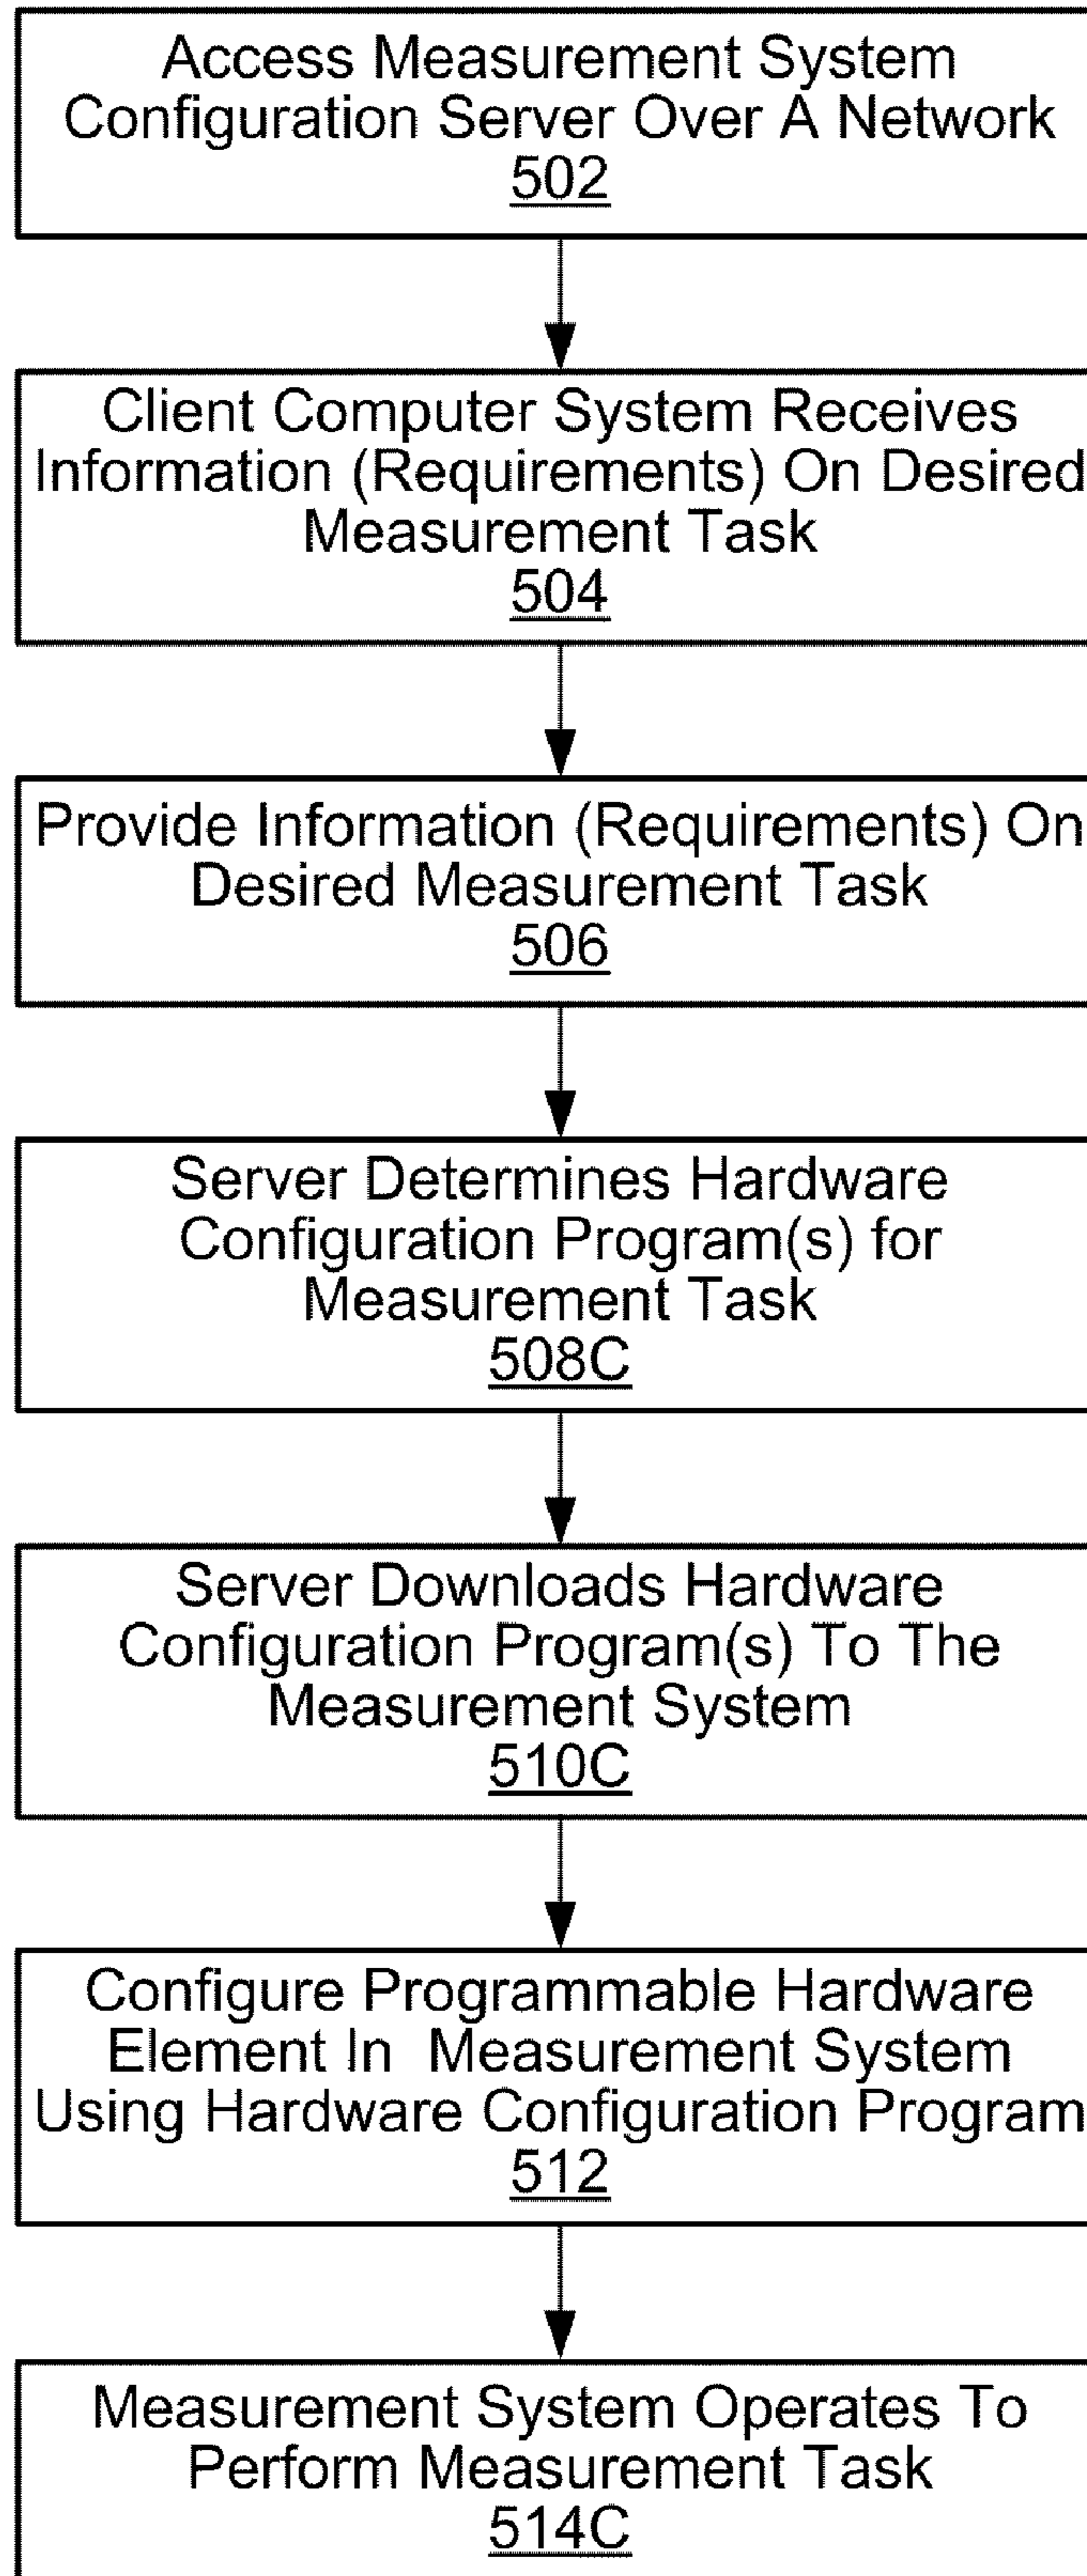 Access Measurement System
Configuration Server Over A Network
502
Client Computer System Receives
Information (Requirements) On Desired
Measurement Task
504
Provide Information (Requirements) On
Desired Measurement Task
506
Server Determines Hardware
Configuration Program(s) for
Measurement Task
508C
Server Downloads Hardware
Configuration Program(s) To The
Measurement System
510C
Configure Programmable Hardware
Element In  Measurement System
Using Hardware Configuration Program
512
Measurement System Operates To
Perform Measurement Task
514C